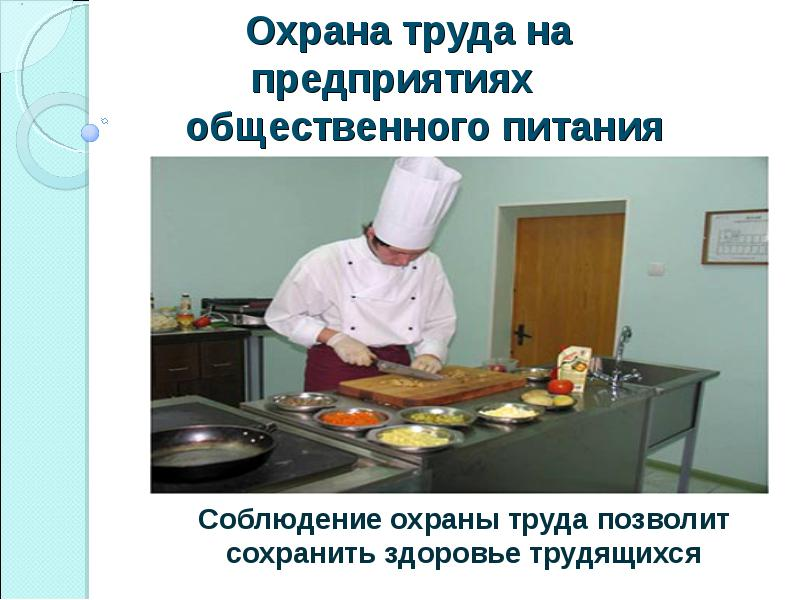 Охрана труда на
предприятиях
общественного питания
Соблюдение охраны труда позволит
сохранить здоровье трудящихся